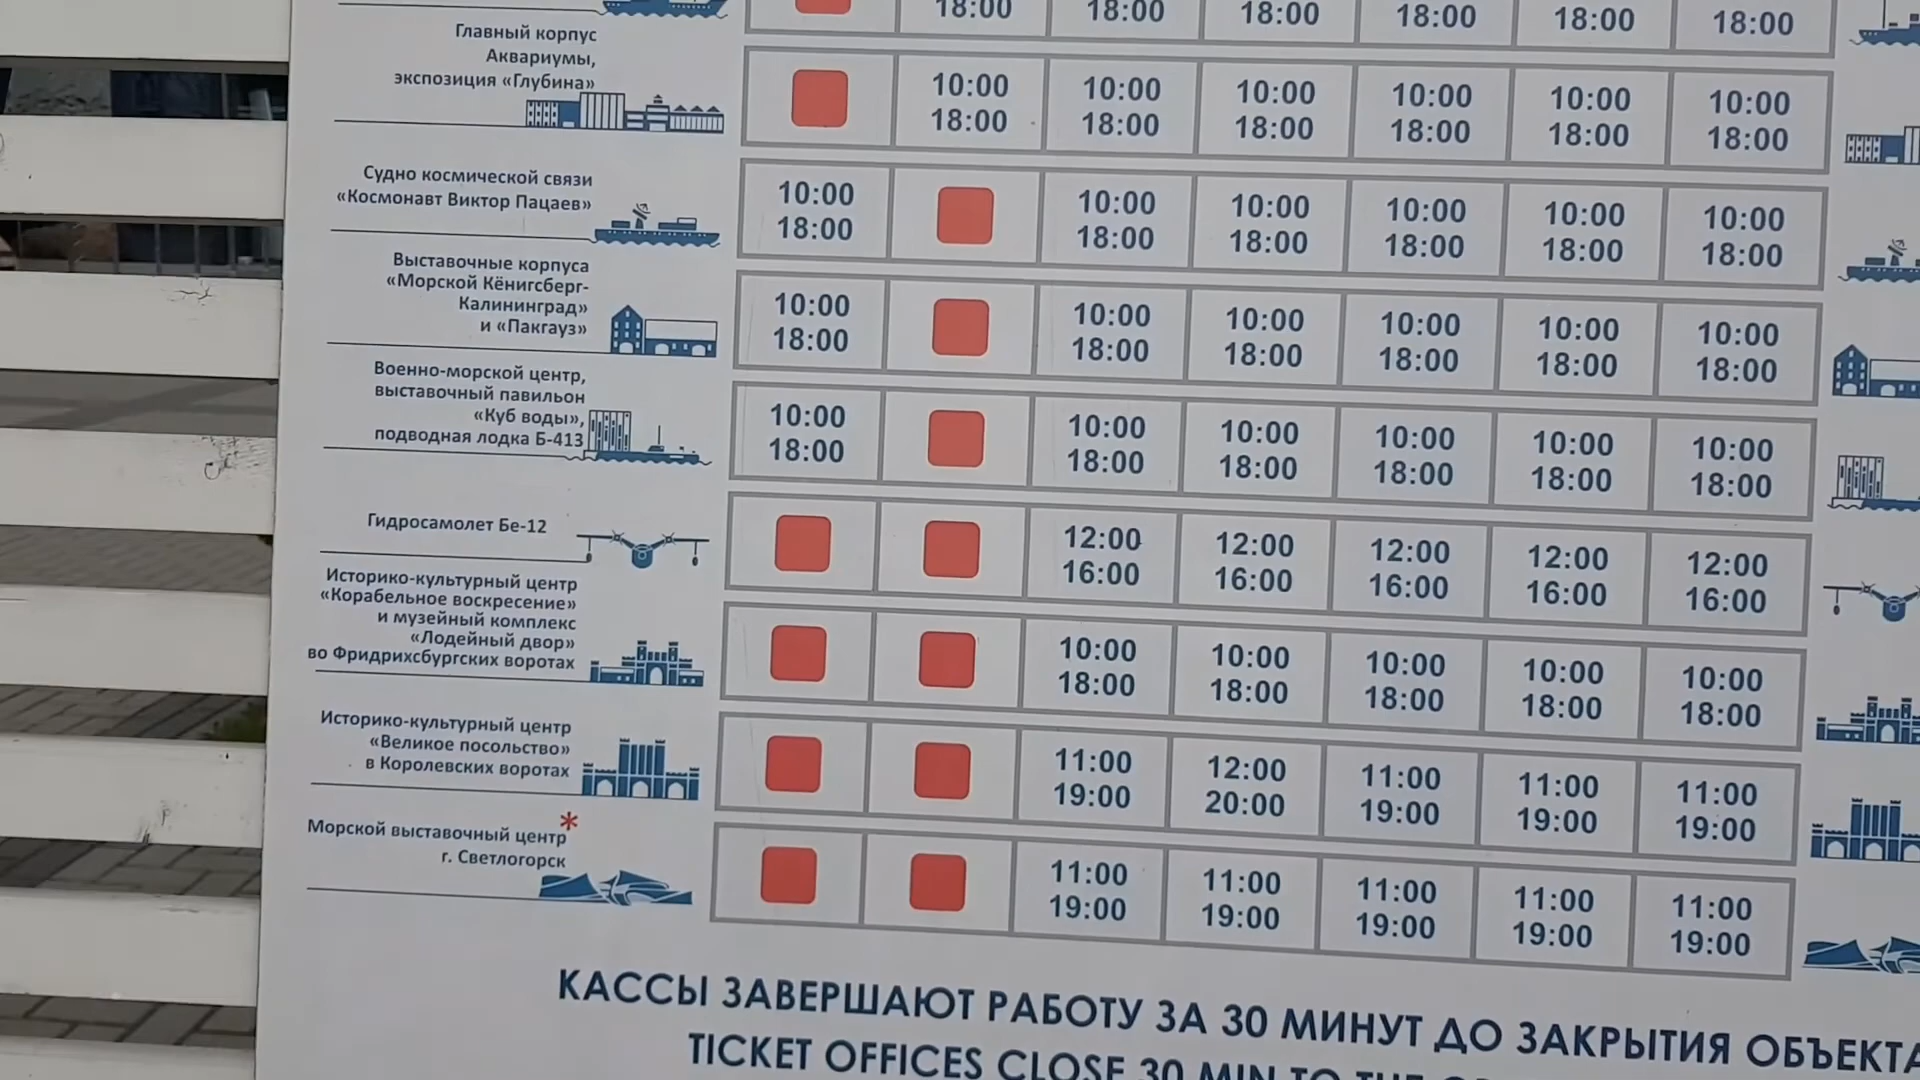 18:00 18:00 18:00 18:00 18:00 18:00
Главный корпус
Аквариумы,
экспозиция «Глубина»
10:00 10:00 10:00 10:00 10:00 10:00
18:00 18:00 18:00 18:00 18:00 18:00
Судно космической связи
«Космонавт Виктор Пацаев»
10:00 10:00 10:00 10:00 10:00 10:00
18:00 18:00 18:00 18:00 18:00 18:00
Выставочные корпуса
«Морской Кёнигсберг-
Калининград»
и «Пакгауз»
10:00 10:00 10:00 10:00 10:00 10:00
18:00 18:00 18:00 18:00 18:00 18:00
Военно-морской центр,
выставочный павильон
«Куб воды»,
подводная лодка Б-413
10:00 10:00 10:00 10:00 10:00 10:00
18:00 18:00 18:00 18:00 18:00 18:00
Гидросамолет Бе-12
12:00 12:00 12:00 12:00 12:00
16:00 16:00 16:00 16:00 16:00
Историко-культурный центр
«Корабельное воскресение»
и музейный комплекс
«Лодейный двор»
во Фридрихсбургских воротах
10:00 10:00 10:00 10:00 10:00
18:00 18:00 18:00 18:00 18:00
Историко-культурный центр
«Великое посольство»
в Королевских воротах
11:00 12:00 11:00 11:00 11:00
19:00 20:00 19:00 19:00 19:00
Морской выставочный центр*
г. Светлогорск
11:00 11:00 11:00 11:00 11:00
19:00 19:00 19:00 19:00 19:00
КАССЫ ЗАВЕРШАЮТ РАБОТУ ЗА 30 МИНУТ ДО ЗАКРЫТИЯ ОБЪЕКТА
TICKET OFFICES CLOSE 30 MIN TO THE